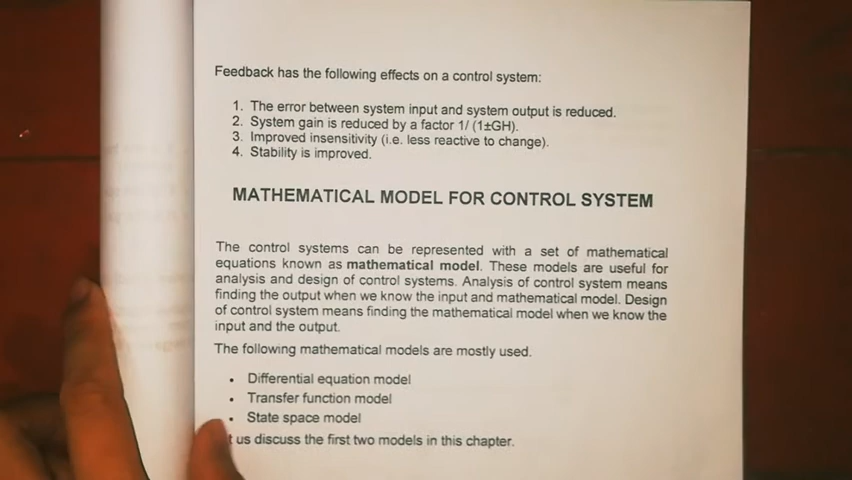 Feedback has the following effects on a control system:
1. The error between system input and system output is reduced.
2. System gain is reduced by a factor 1/ (1±GH).
3. Improved insensitivity (i.e. less reactive to change).
4. Stability is improved.
MATHEMATICAL MODEL FOR CONTROL SYSTEM
The control systems can be represented with a set of mathematical
equations known as mathematical model. These models are useful for
analysis and design of control systems. Analysis of control system means
finding the output when we know the input and mathematical model. Design
of control system means finding the mathematical model when we know the
input and the output.
The following mathematical models are mostly used.
• Differential equation model
• Transfer function model
• State space model
t us discuss the first two models in this chapter.